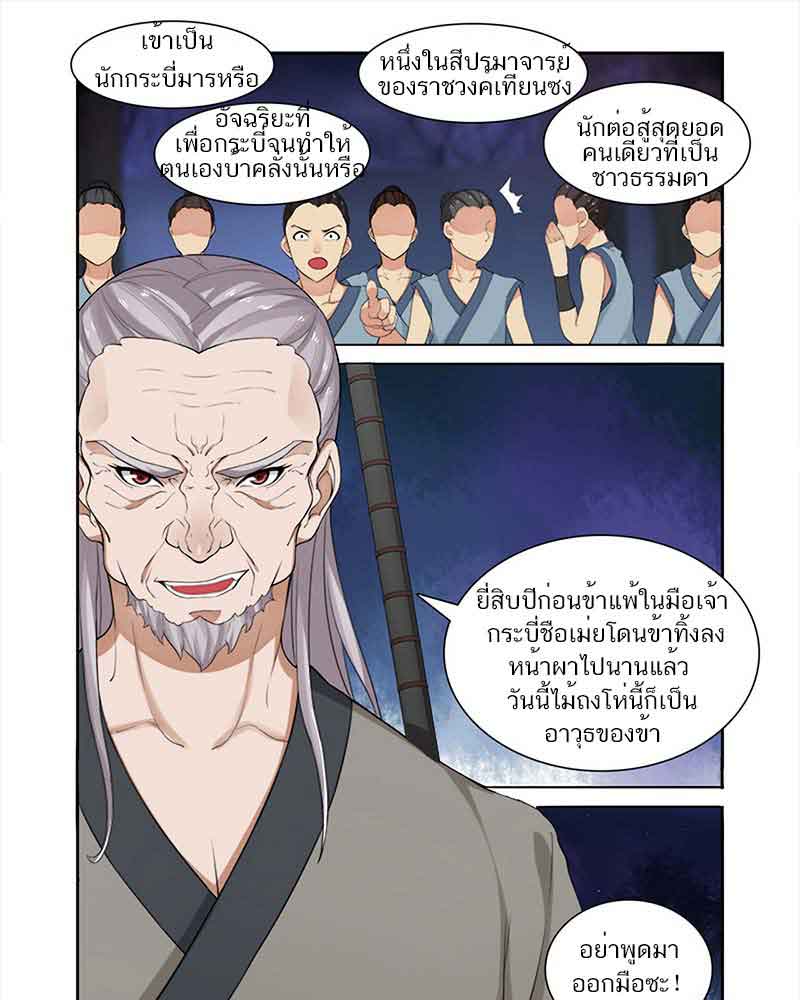 เข้าเป็น
นักกระบี่มารหรือ
อัจฉริยะที่
เพื่อกระบี่จนทำให้
ตนเองบ้าคลั่งนั้นหรือ
หนึ่งในสี่ปรมาจารย์
ของราชวงค์เทียนซ่ง
นักต่อสู้สุดยอด
คนเดียวที่เป็น
ชาวธรรมดา
ยี่สิบปีก่อนข้าแพ้ในมือเจ้า
กระบี่ชือเม่ยโดนข้าทิ้งลง
หน้าผาไปนานแล้ว
วันนี้ไม้ถงโห่นี้ก็เป็น
อาวุธของข้า
อย่าพูดมา
ออกมือซะ!